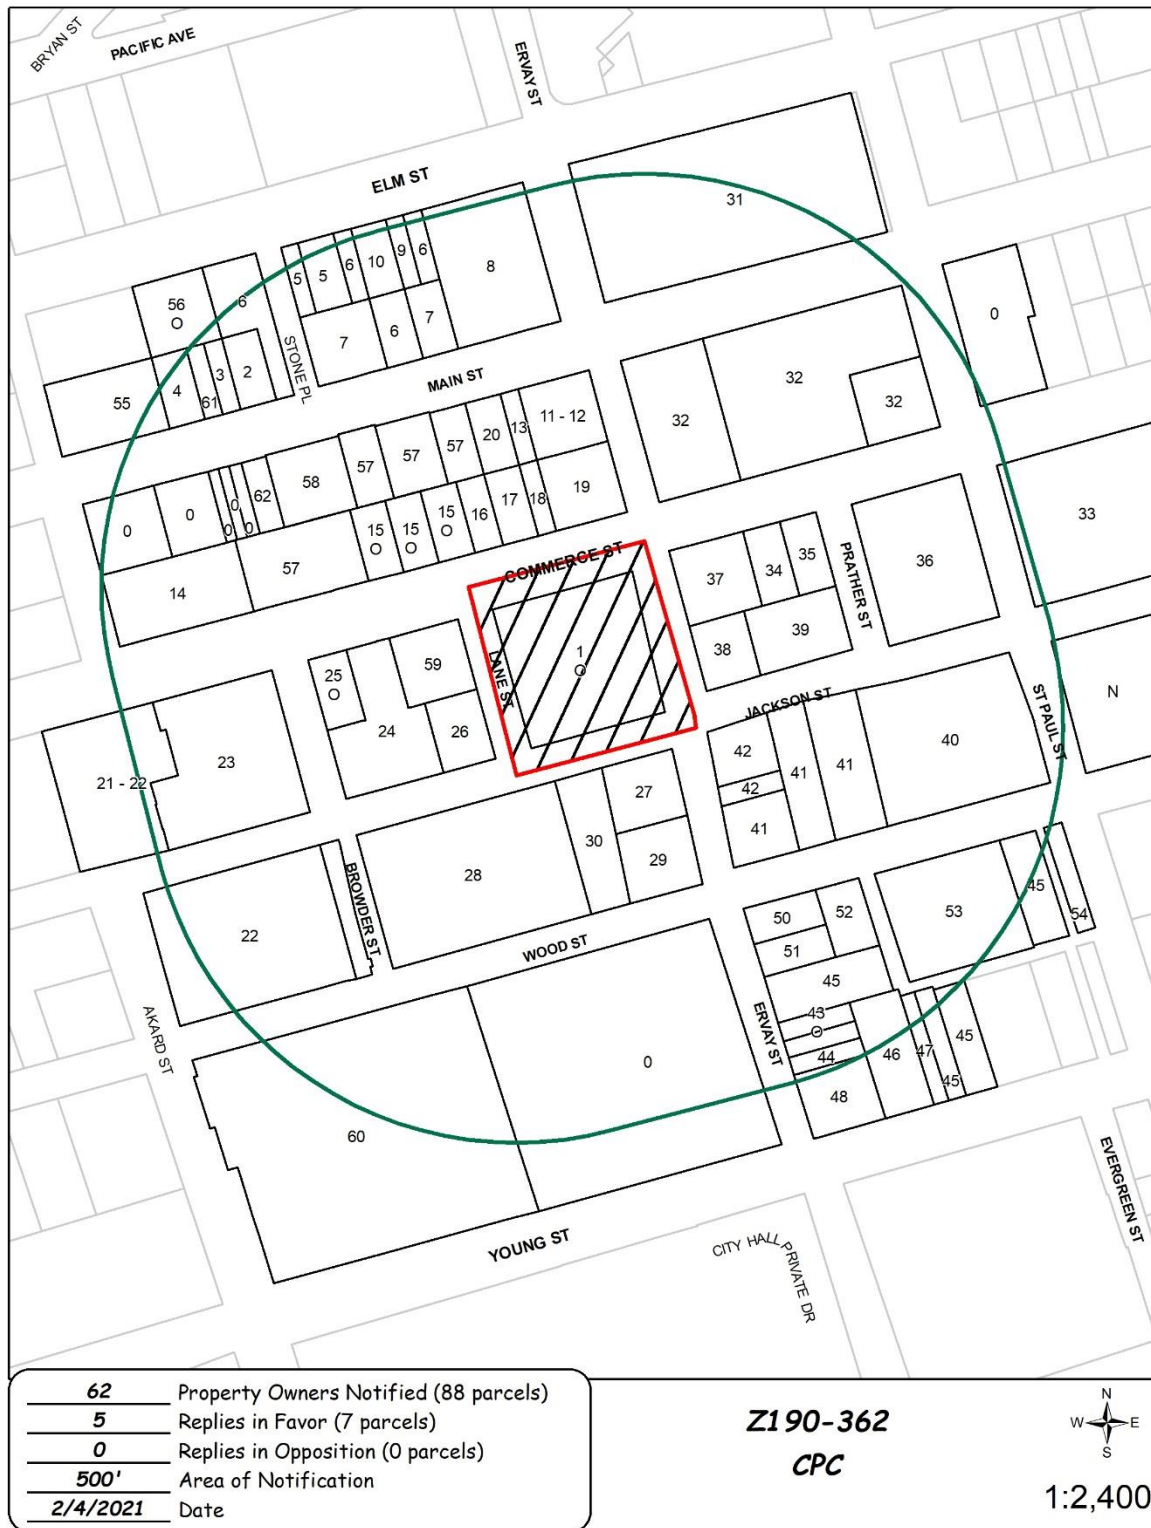 BRYAN ST
PACIFIC AVE
ERVAY ST
ELM ST
31
56
6
5
5
6
10
9
6
8
0
7
6
7
STONE PL
55
4
61
3
2
MAIN ST
32
32
32
0
0
0
0
0
62
58
57
57
57
20
13
11 - 12
14
57
15
15
15
16
17
18
19
33
COMMERCE ST
37
34
35
PRATHER ST
36
25
24
59
26
LANE ST
1
38
39
JACKSON ST
ST PAUL ST
N
21 - 22
23
42
42
41
41
41
40
27
30
29
28
22
BROWDER ST
WOOD ST
50
51
52
53
45
54
45
43
44
46
47
45
45
48
ERVAY ST
AKARD ST
60
0
YOUNG ST
CITY HALL
PRIVATE DR
EVERGREEN ST
62 Property Owners Notified (88 parcels)
5 Replies in Favor (7 parcels)
0 Replies in Opposition (0 parcels)
500' Area of Notification
2/4/2021 Date
Z190-362
CPC
N
W E
S
1:2,400